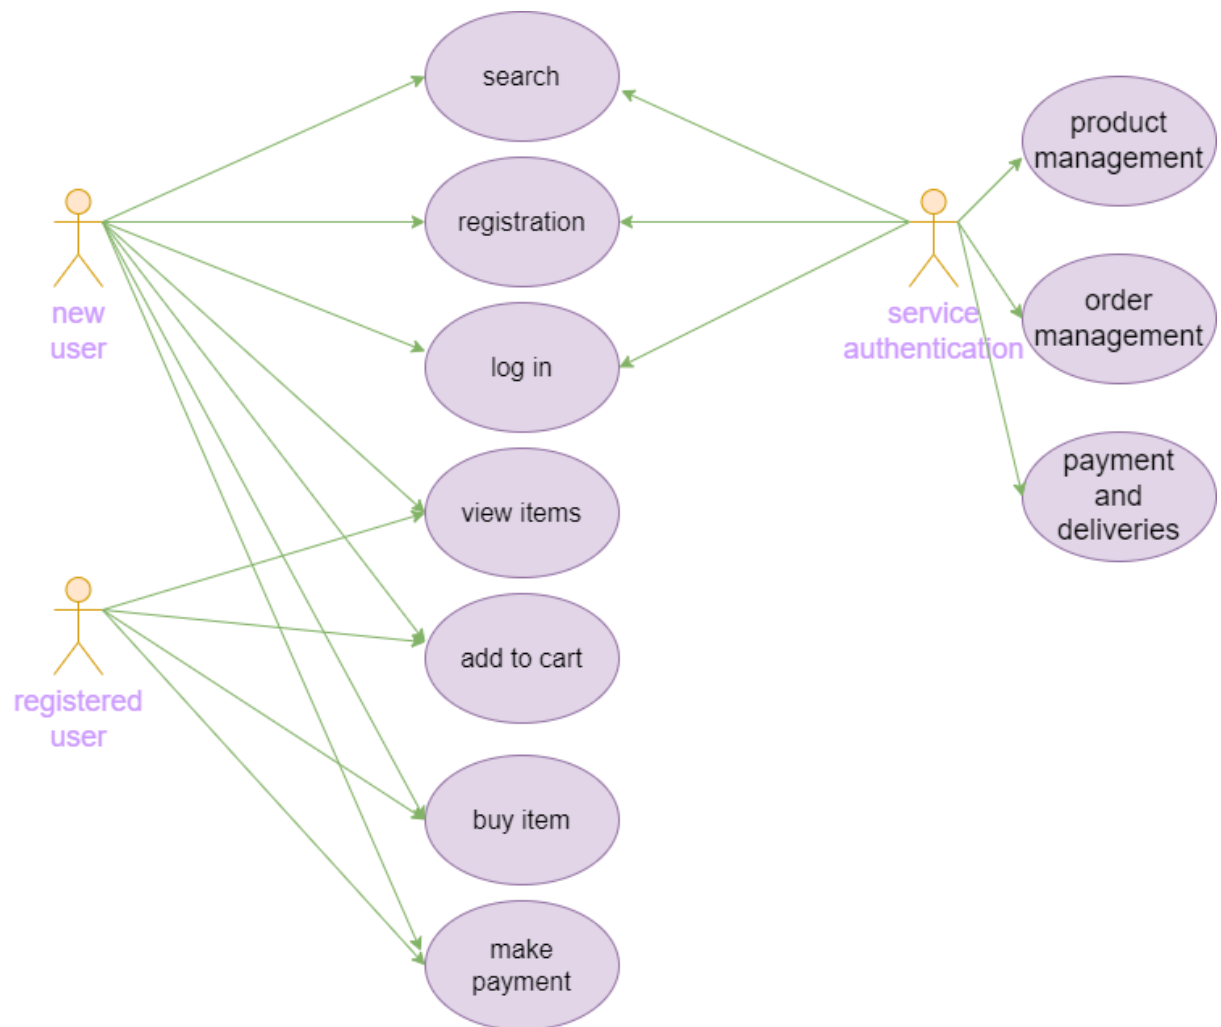 search
product
management
registration
new
user
service
authentication
order
management
log in
view items
payment
and
deliveries
add to cart
registered
user
buy item
make
payment